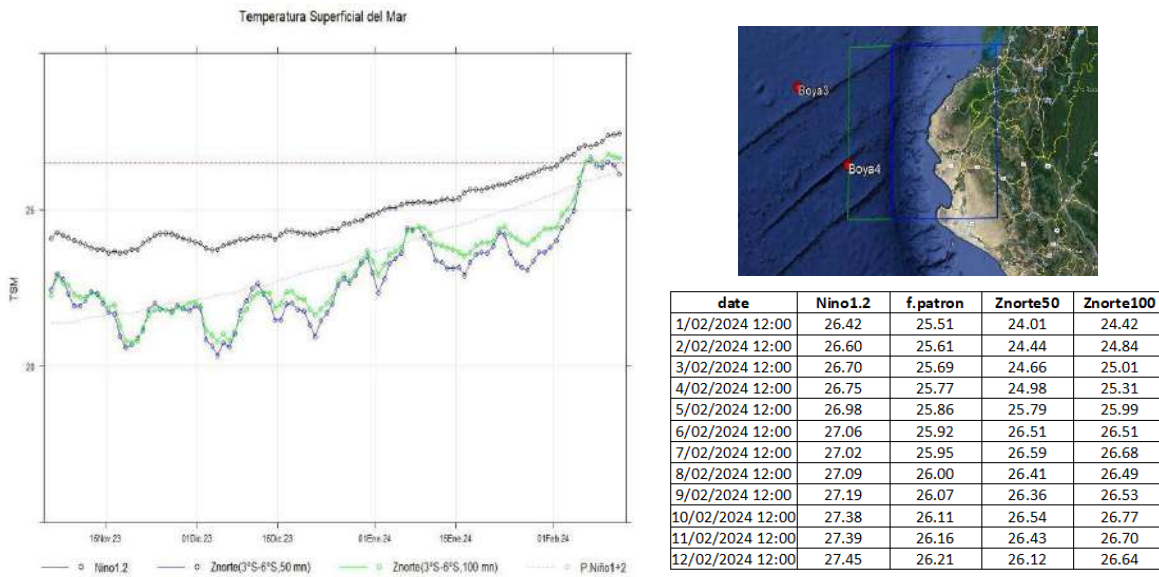 Temperatura Superficial del Mar
TSM
25
20
16Nov.23 01Dic.23 16Dic.23 01Ene.24 15Ene.24 01Feb.24
Nino1.2 Znorte(3°S-6°S,50 mn) Znorte(3°S-6°S,100 mn) P.Niño1+2
Boya3
Boya4
date Nino1.2 f.patron Znorte50 Znorte100
1/02/2024 12:00 26.42 25.51 24.01 24.42
2/02/2024 12:00 26.60 25.61 24.44 24.84
3/02/2024 12:00 26.70 25.69 24.66 25.01
4/02/2024 12:00 26.75 25.77 24.98 25.31
5/02/2024 12:00 26.98 25.86 25.79 25.99
6/02/2024 12:00 27.06 25.92 26.51 26.51
7/02/2024 12:00 27.02 25.95 26.59 26.68
8/02/2024 12:00 27.09 26.00 26.41 26.49
9/02/2024 12:00 27.19 26.07 26.36 26.53
10/02/2024 12:00 27.38 26.11 26.54 26.77
11/02/2024 12:00 27.39 26.16 26.43 26.70
12/02/2024 12:00 27.45 26.21 26.12 26.64